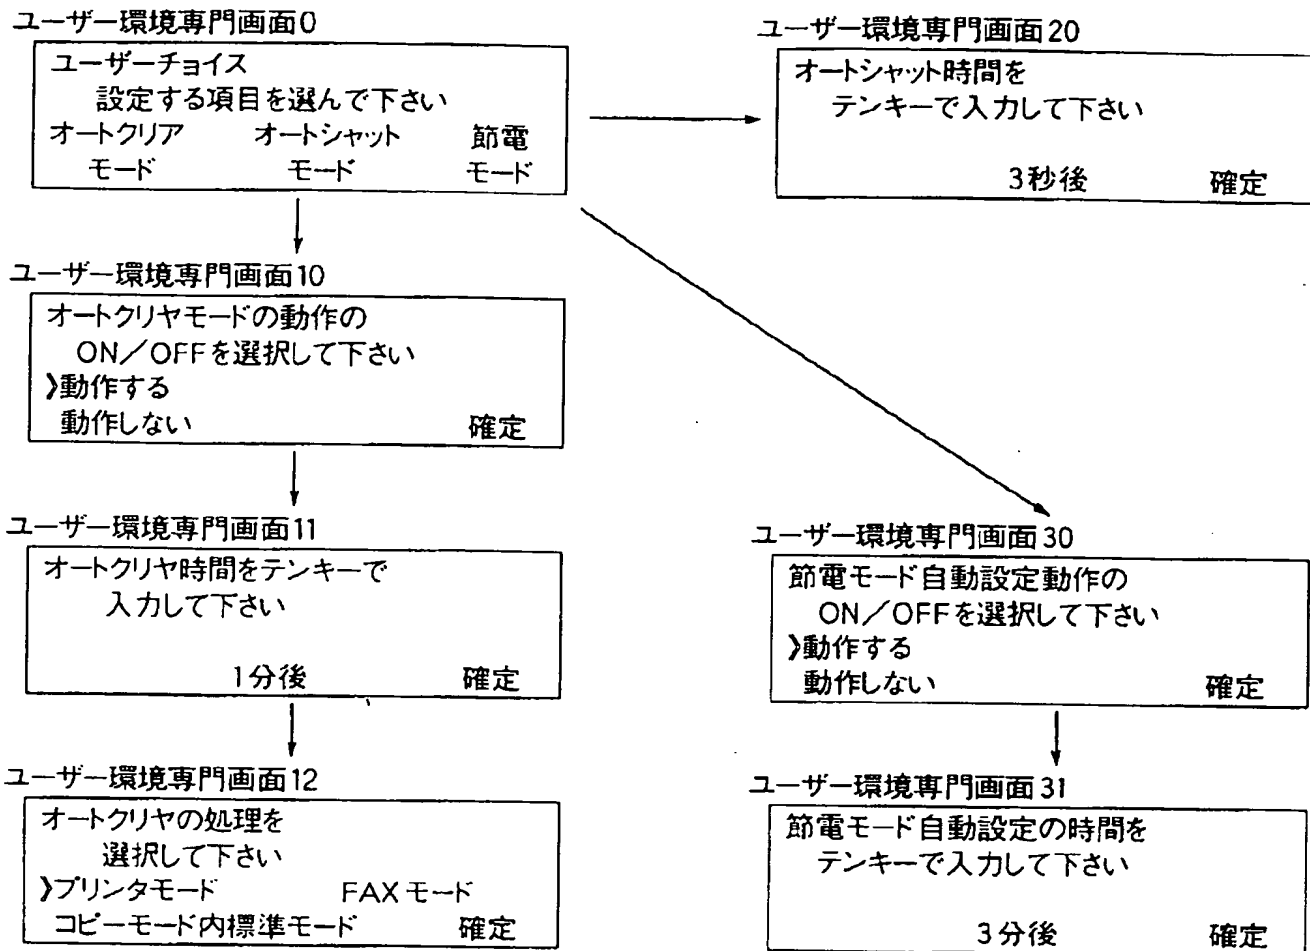 ユーザー環境専門画面0
ユーザーチョイス
設定する項目を選んで下さい
オートクリア オートシャット 節電
モード モード モード
ユーザー環境専門画面20
オートシャット時間を
テンキーで入力して下さい
3秒後 確定
ユーザー環境専門画面10
オートクリヤモードの動作の
ON／OFFを選択して下さい
》動作する
動作しない 確定
ユーザー環境専門画面11
オートクリヤ時間をテンキーで
入力して下さい
1分後 確定
ユーザー環境専門画面12
オートクリヤの処理を
選択して下さい
》プリンタモード FAXモード
コピーモード内標準モード 確定
ユーザー環境専門画面30
節電モード自動設定動作の
ON／OFFを選択して下さい
》動作する
動作しない 確定
ユーザー環境専門画面31
節電モード自動設定の時間を
テンキーで入力して下さい
3分後 確定